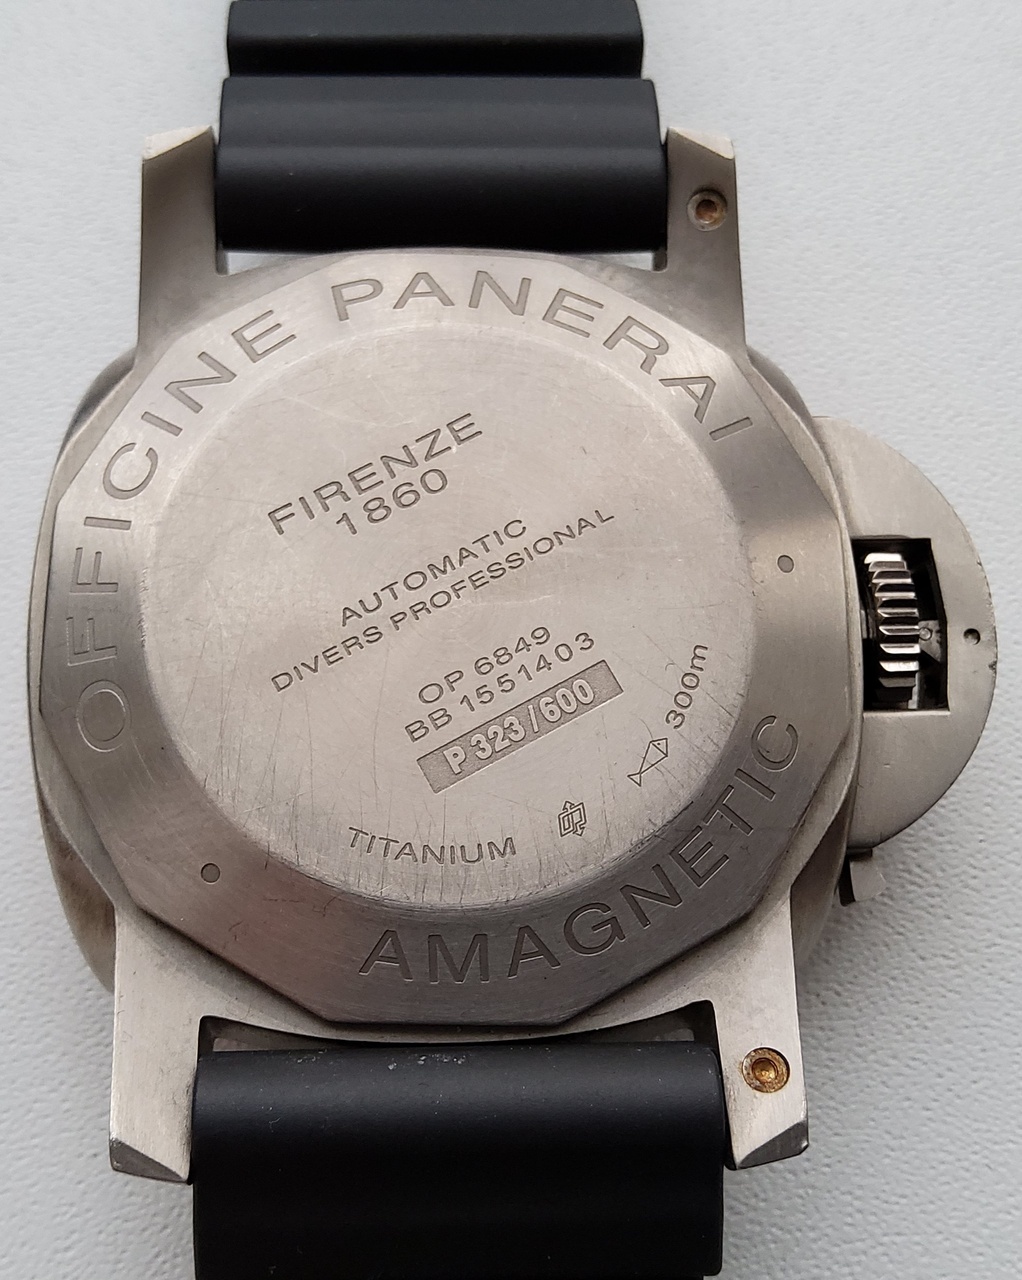 OFFICINE PANERAI
FIRENZE
1860
AUTOMATIC
DIVERS PROFESSIONAL
OP 6849
BB 1551403
P 323/600
300m
TITANIUM
AMAGNETIC